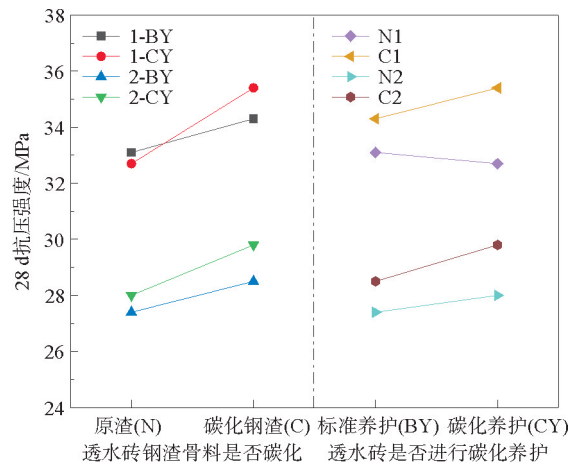 38
36
34
32
30
28
26
24
28 d抗压强度/MPa
1-BY
1-CY
2-BY
2-CY
N1
C1
N2
C2
原渣(N) 碳化钢渣(C) 标准养护(BY) 碳化养护(CY)
透水砖钢渣骨料是否碳化 透水砖是否进行碳化养护